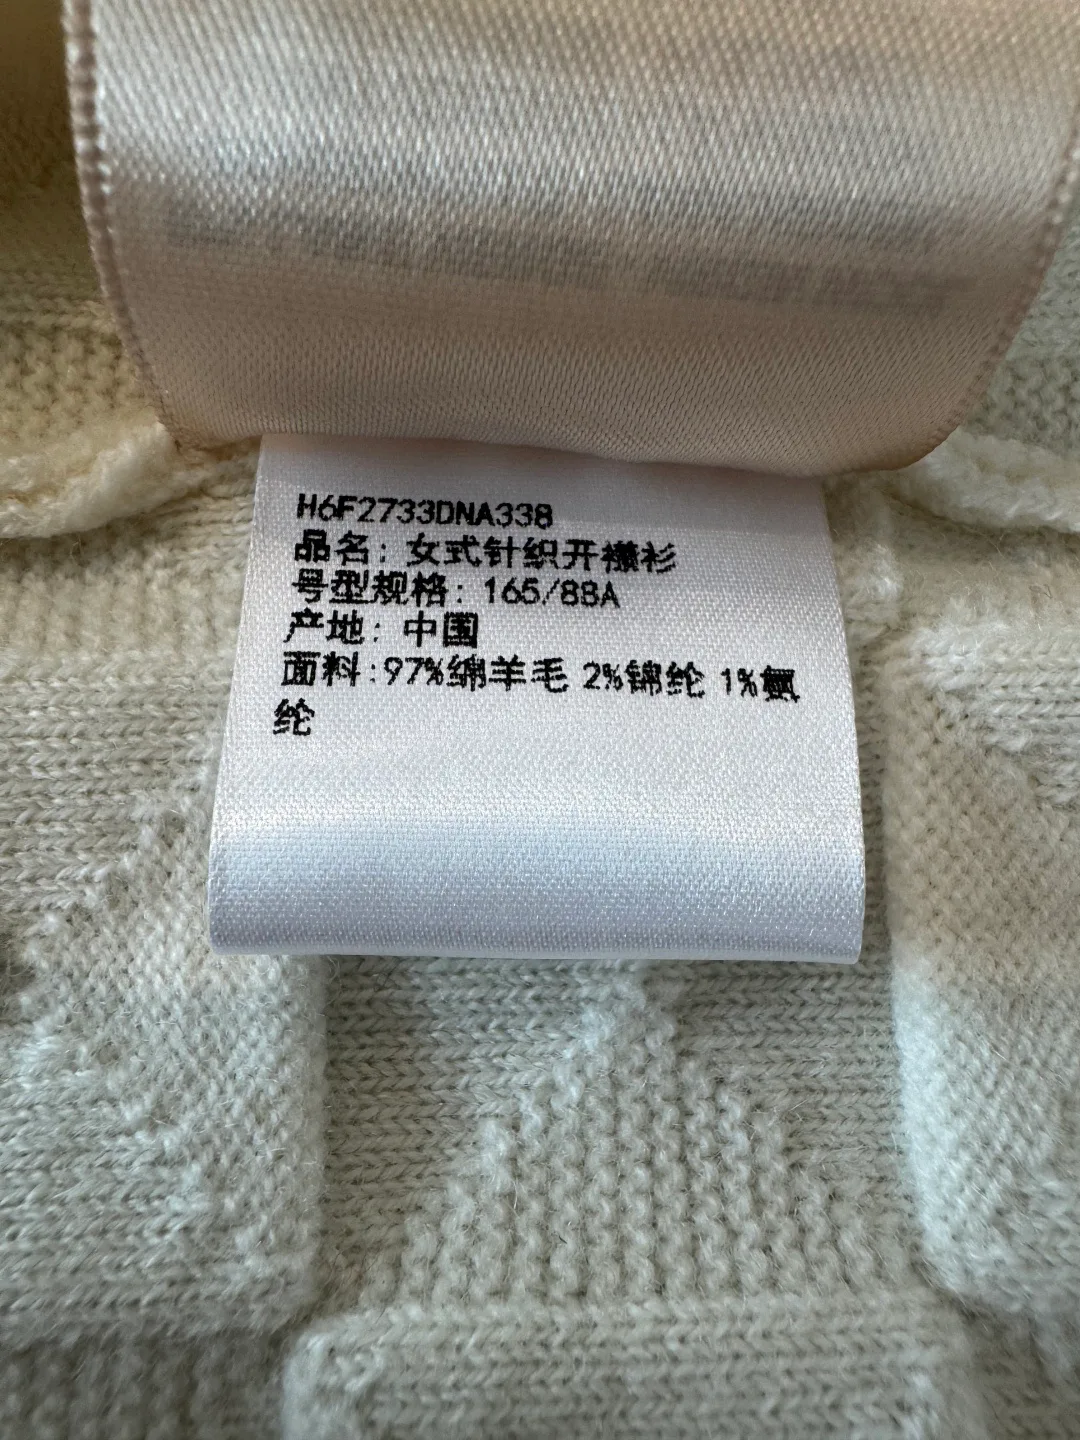 H6F2733DNA338
品名: 女式针织开襟衫
号型规格: 165/88A
产地: 中国
面料:97%绵羊毛 2%锦纶 1%氨
纶